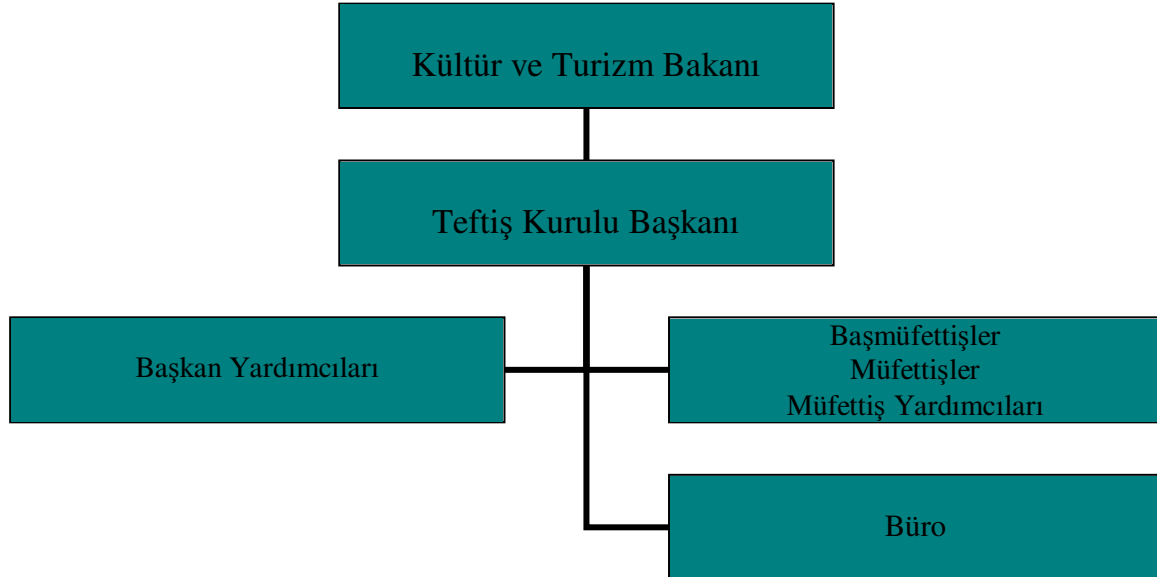 Kültür ve Turizm Bakanı
Teftiş Kurulu Başkanı
Başkan Yardımcıları
Başmüfettişler
Müfettişler
Müfettiş Yardımcıları
Büro